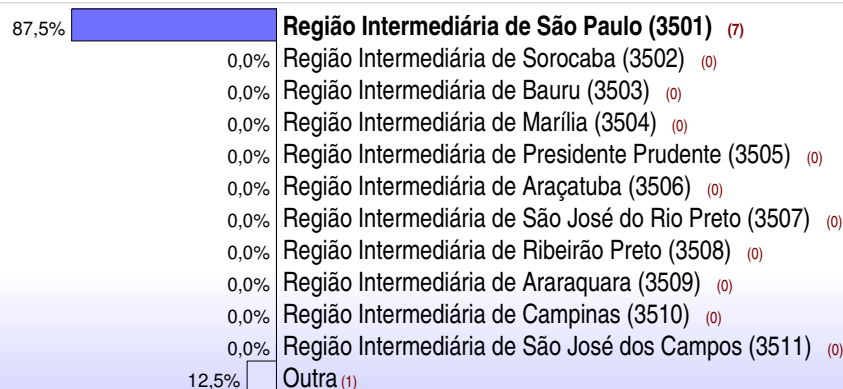 87,5% Região Intermediária de São Paulo (3501) (7)
0,0% Região Intermediária de Sorocaba (3502) (0)
0,0% Região Intermediária de Bauru (3503) (0)
0,0% Região Intermediária de Marília (3504) (0)
0,0% Região Intermediária de Presidente Prudente (3505) (0)
0,0% Região Intermediária de Araçatuba (3506) (0)
0,0% Região Intermediária de São José do Rio Preto (3507) (0)
0,0% Região Intermediária de Ribeirão Preto (3508) (0)
0,0% Região Intermediária de Araraquara (3509) (0)
0,0% Região Intermediária de Campinas (3510) (0)
0,0% Região Intermediária de São José dos Campos (3511) (0)
12,5% Outra (1)